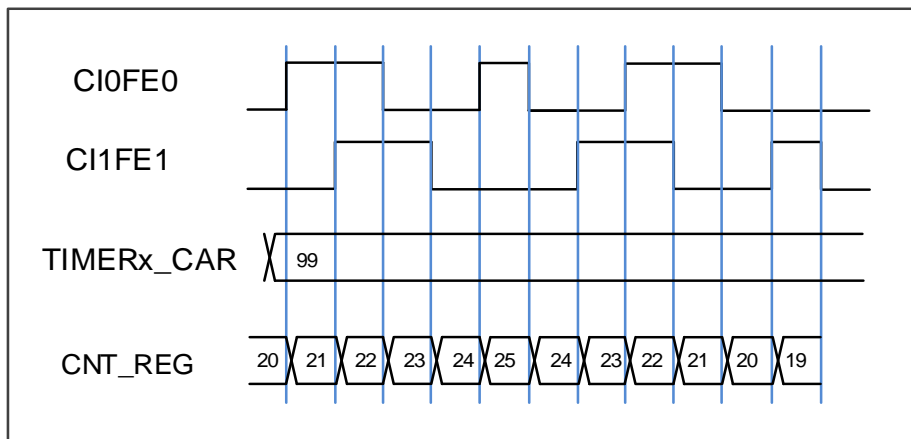 CI0FE0
CI1FE1
TIMERx_CAR 99
CNT_REG 20 21 22 23 24 25 24 23 22 21 20 19